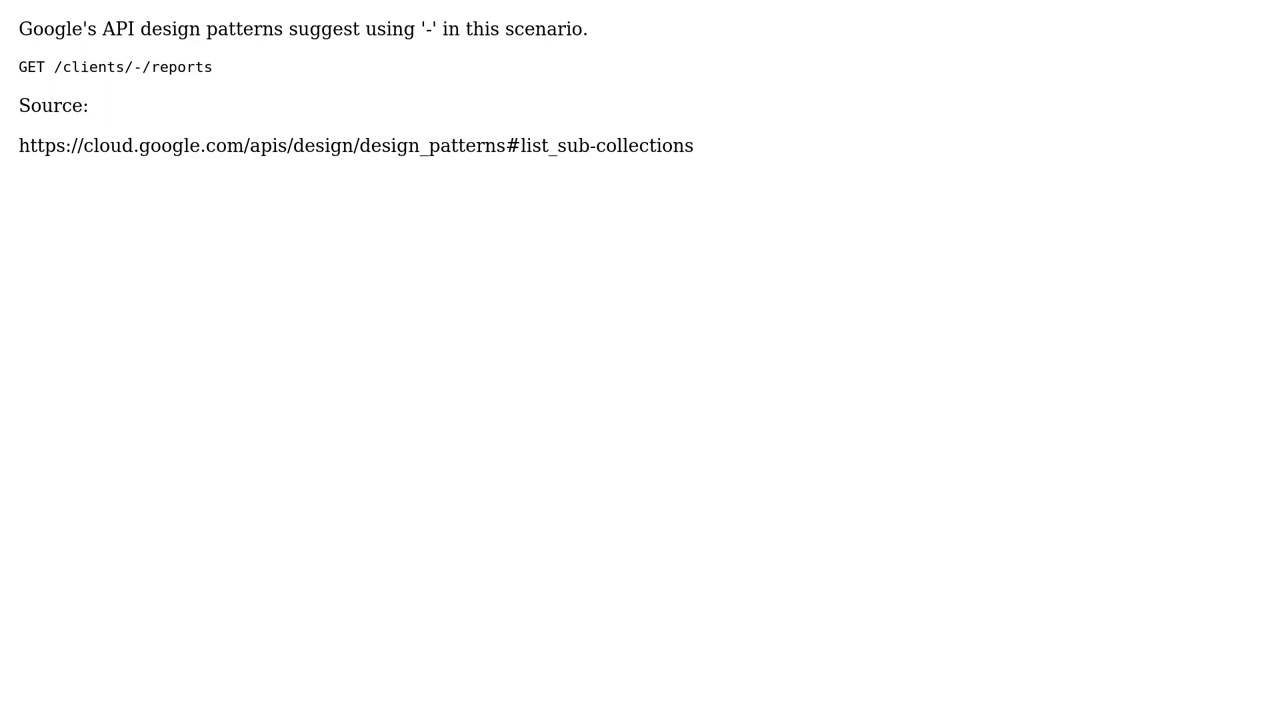 Google's API design patterns suggest using '-' in this scenario.
GET /clients/-/reports
Source:
https://cloud.google.com/apis/design/design_patterns#list_sub-collections